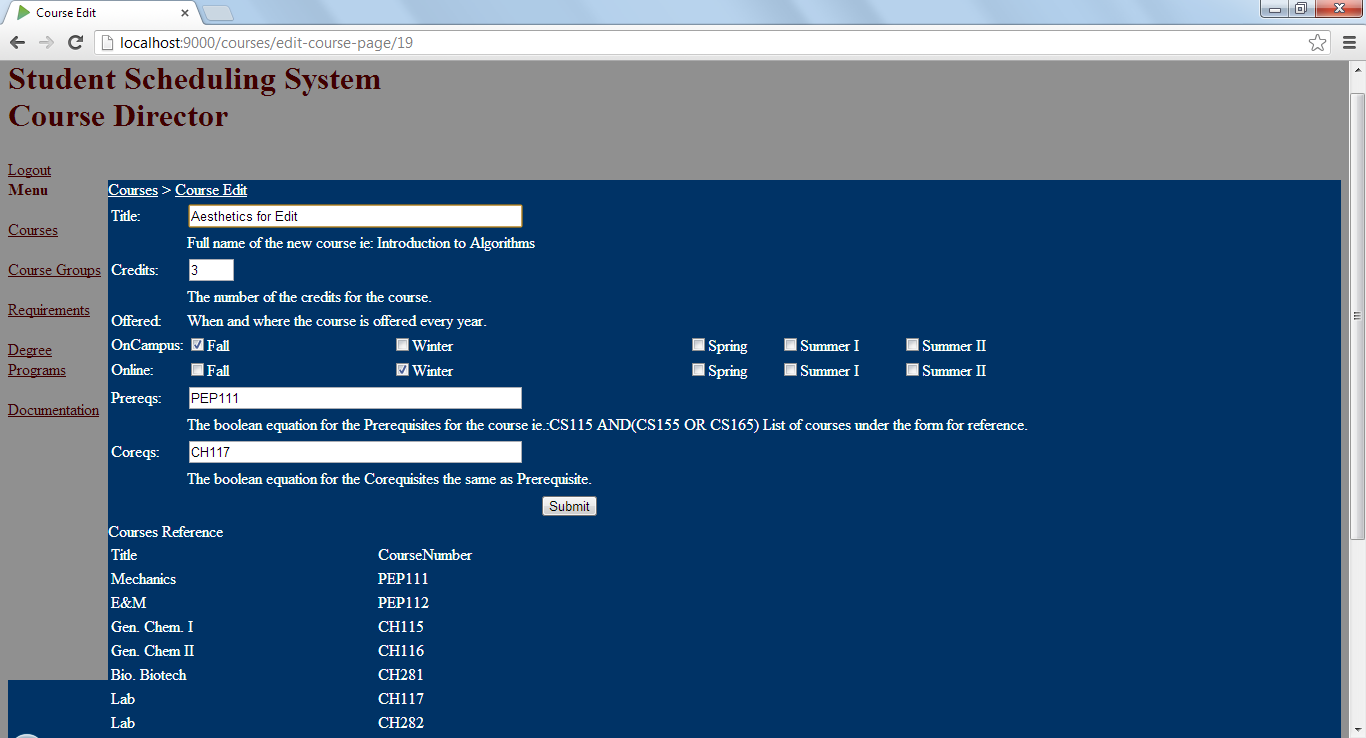 Course Edit
localhost:9000/courses/edit-course-page/19
Student Scheduling System
Course Director
Logout
Menu
Courses
Course Groups
Requirements
Degree
Programs
Documentation
Courses > Course Edit
Title: Aesthetics for Edit
Full name of the new course ie: Introduction to Algorithms
Credits: 3
The number of the credits for the course.
Offered: When and where the course is offered every year.
OnCampus: Fall Winter Spring Summer I Summer II
Online: Fall Winter Spring Summer I Summer II
Prereqs: PEP111
The boolean equation for the Prerequisites for the course ie.:CS115 AND(CS155 OR CS165) List of courses under the form for reference.
Coreqs: CH117
The boolean equation for the Corequisites the same as Prerequisite.
Submit
Courses Reference
Title CourseNumber
Mechanics PEP111
E&M PEP112
Gen. Chem. I CH115
Gen. Chem II CH116
Bio. Biotech CH281
Lab CH117
Lab CH282